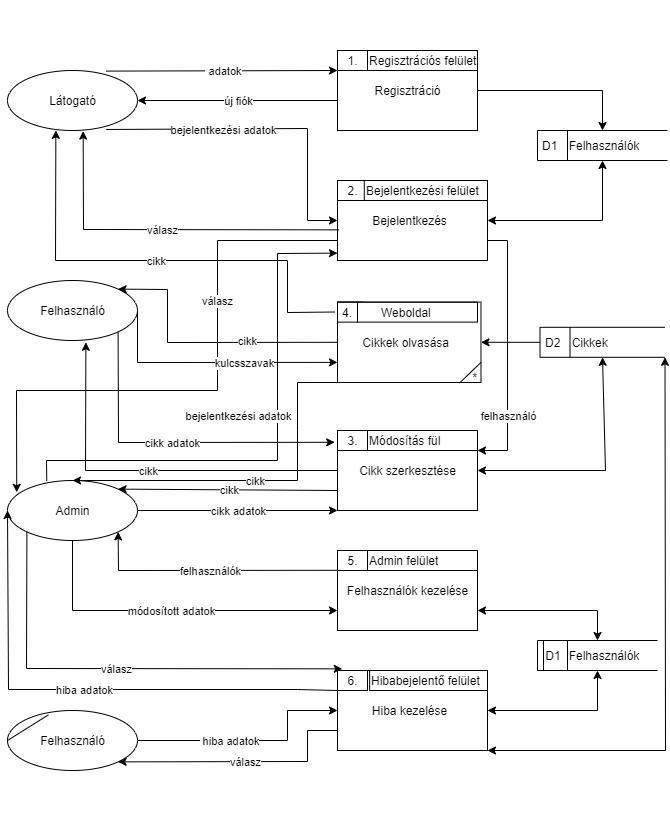 1. Regisztrációs felület
adatok
Látogató
Regisztráció
új fiók
bejelentkezési adatok
D1 Felhasználók
2. Bejelentkezési felület
Bejelentkezés
válasz
cikk
válasz
Felhasználó
4. Weboldal
cikk
Cikkek olvasása
D2 Cikkek
kulcsszavak
*
bejelentkezési adatok
felhasználó
cikk adatok
3. Módosítás fül
cikk
Cikk szerkesztése
cikk
cikk
Admin
cikk adatok
5. Admin felület
felhasználók
Felhasználók kezelése
módosított adatok
D1 Felhasználók
válasz
6. Hibabejelentő felület
hiba adatok
Hiba kezelése
Felhasználó
hiba adatok
válasz